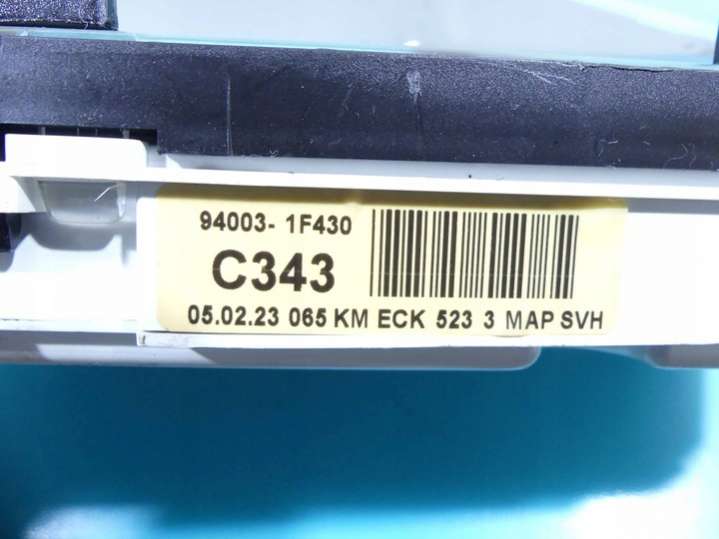 94003- 1F430
C343
05.02.23 065 KM ECK 523 3 MAP SVH